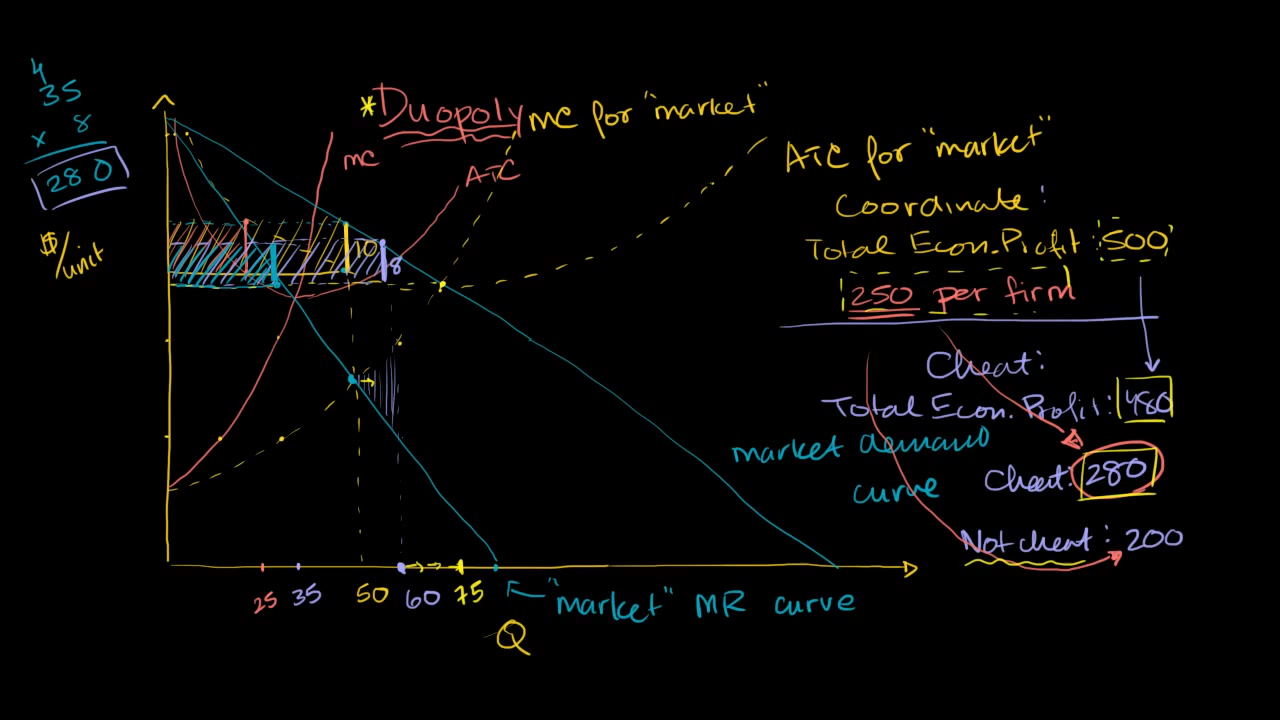 4
35
x 8
280
$/unit
*Duopoly
MC for "market"
MC
ATC
ATC for "market"
10
8
Coordinate:
Total Econ. Profit: 500
250 per firm
Cheat:
Total Econ. Profit: 480
Cheat: 280
Not cheat: 200
market demand
curve
25 35 50 60 75
"market" MR curve
Q